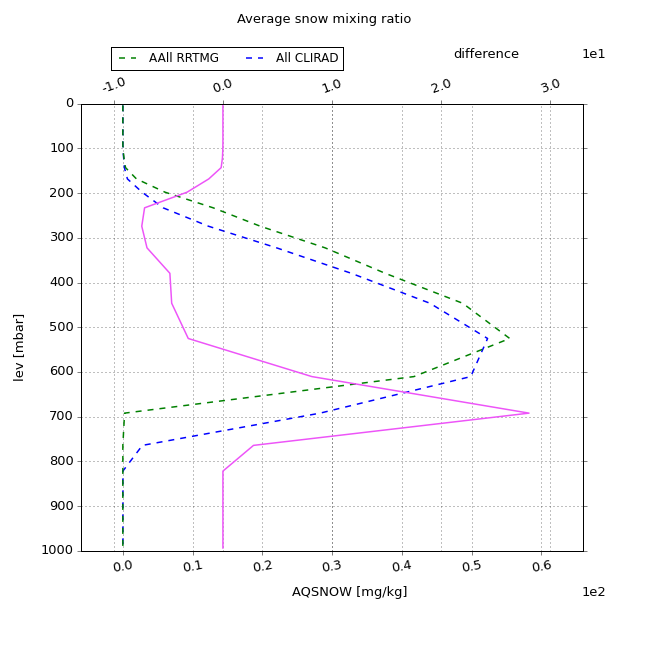 Average snow mixing ratio
AAll RRTMG All CLIRAD
difference 1e1
-1.0 0.0 1.0 2.0 3.0
0
100
200
300
400
500
600
700
800
900
1000
lev [mbar]
0.0 0.1 0.2 0.3 0.4 0.5 0.6
AQSNOW [mg/kg] 1e2